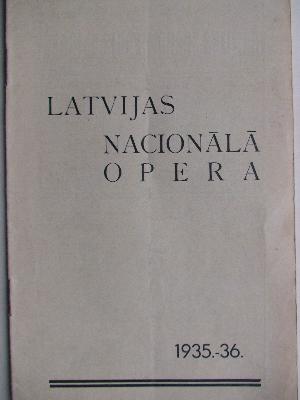 LATVIJAS
NACIONĀLĀ
OPERA
1935.-36.